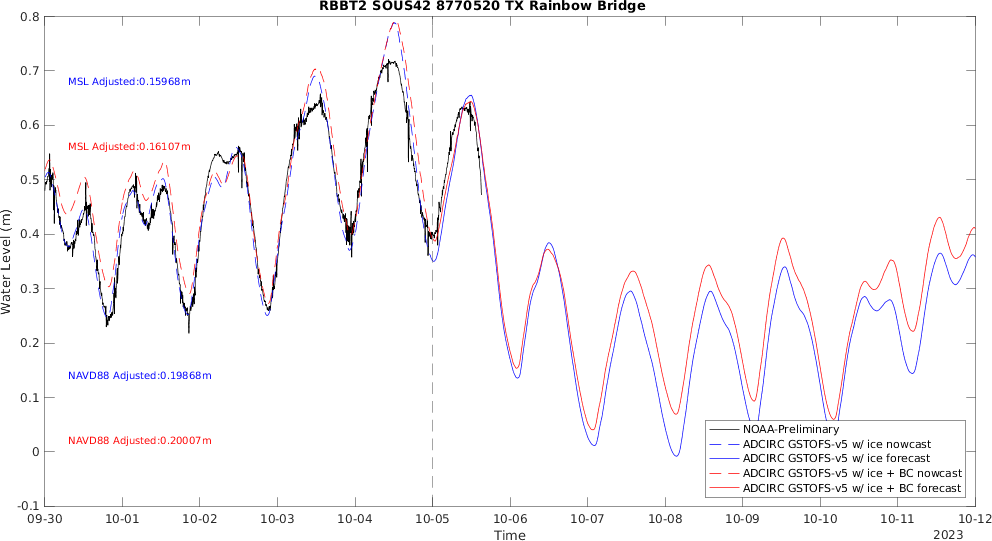 RBBT2 SOUS42 8770520 TX Rainbow Bridge
0.8
0.7
0.6
0.5
0.4
0.3
0.2
0.1
0
-0.1
Water Level (m)
MSL Adjusted:0.15968m
MSL Adjusted:0.16107m
NAVD88 Adjusted:0.19868m
NAVD88 Adjusted:0.20007m
NOAA-Preliminary
ADCIRC GSTOFS-v5 w/ ice nowcast
ADCIRC GSTOFS-v5 w/ ice forecast
ADCIRC GSTOFS-v5 w/ ice + BC nowcast
ADCIRC GSTOFS-v5 w/ ice + BC forecast
09-30 10-01 10-02 10-03 10-04 10-05 10-06 10-07 10-08 10-09 10-10 10-11 10-12
Time
2023